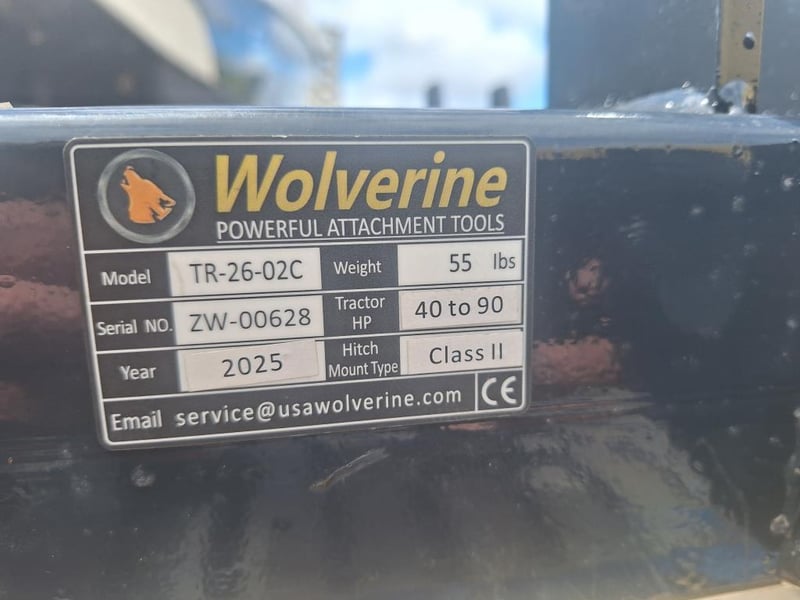 Wolverine
POWERFUL ATTACHMENT TOOLS
Model TR-26-02C Weight 55 lbs
Serial NO. ZW-00628 Tractor HP 40 to 90
Year 2025 Hitch Mount Type Class II
Email service@usawolverine.com CE